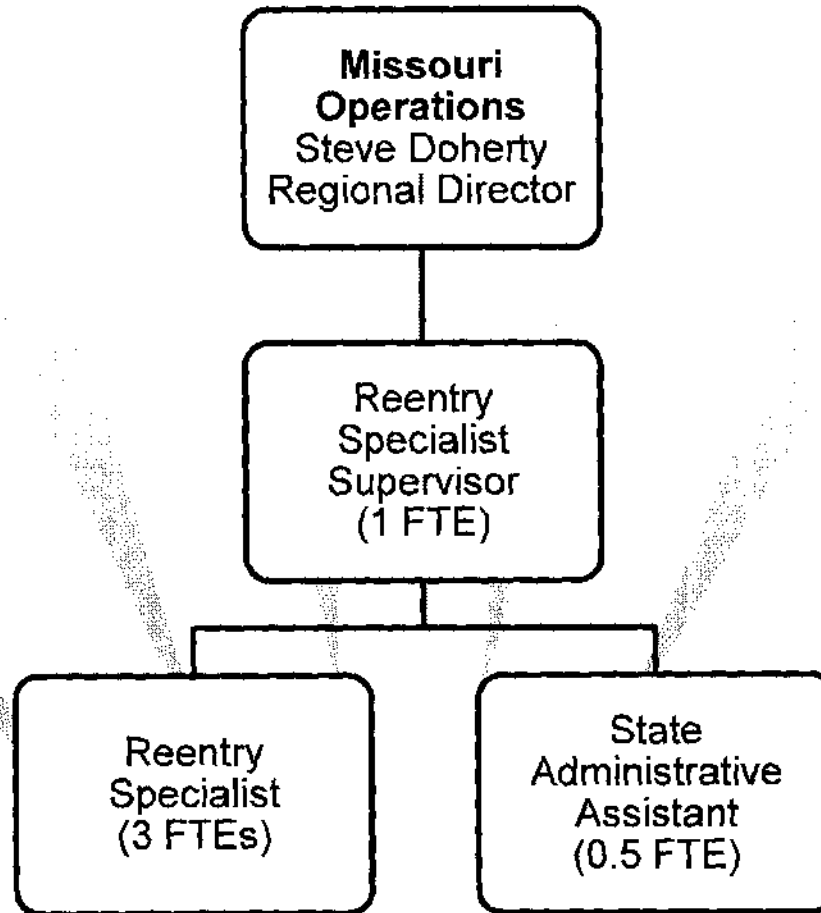 Missouri
Operations
Steve Doherty
Regional Director
Reentry
Specialist
Supervisor
(1 FTE)
Reentry
Specialist
(3 FTEs)
State
Administrative
Assistant
(0.5 FTE)